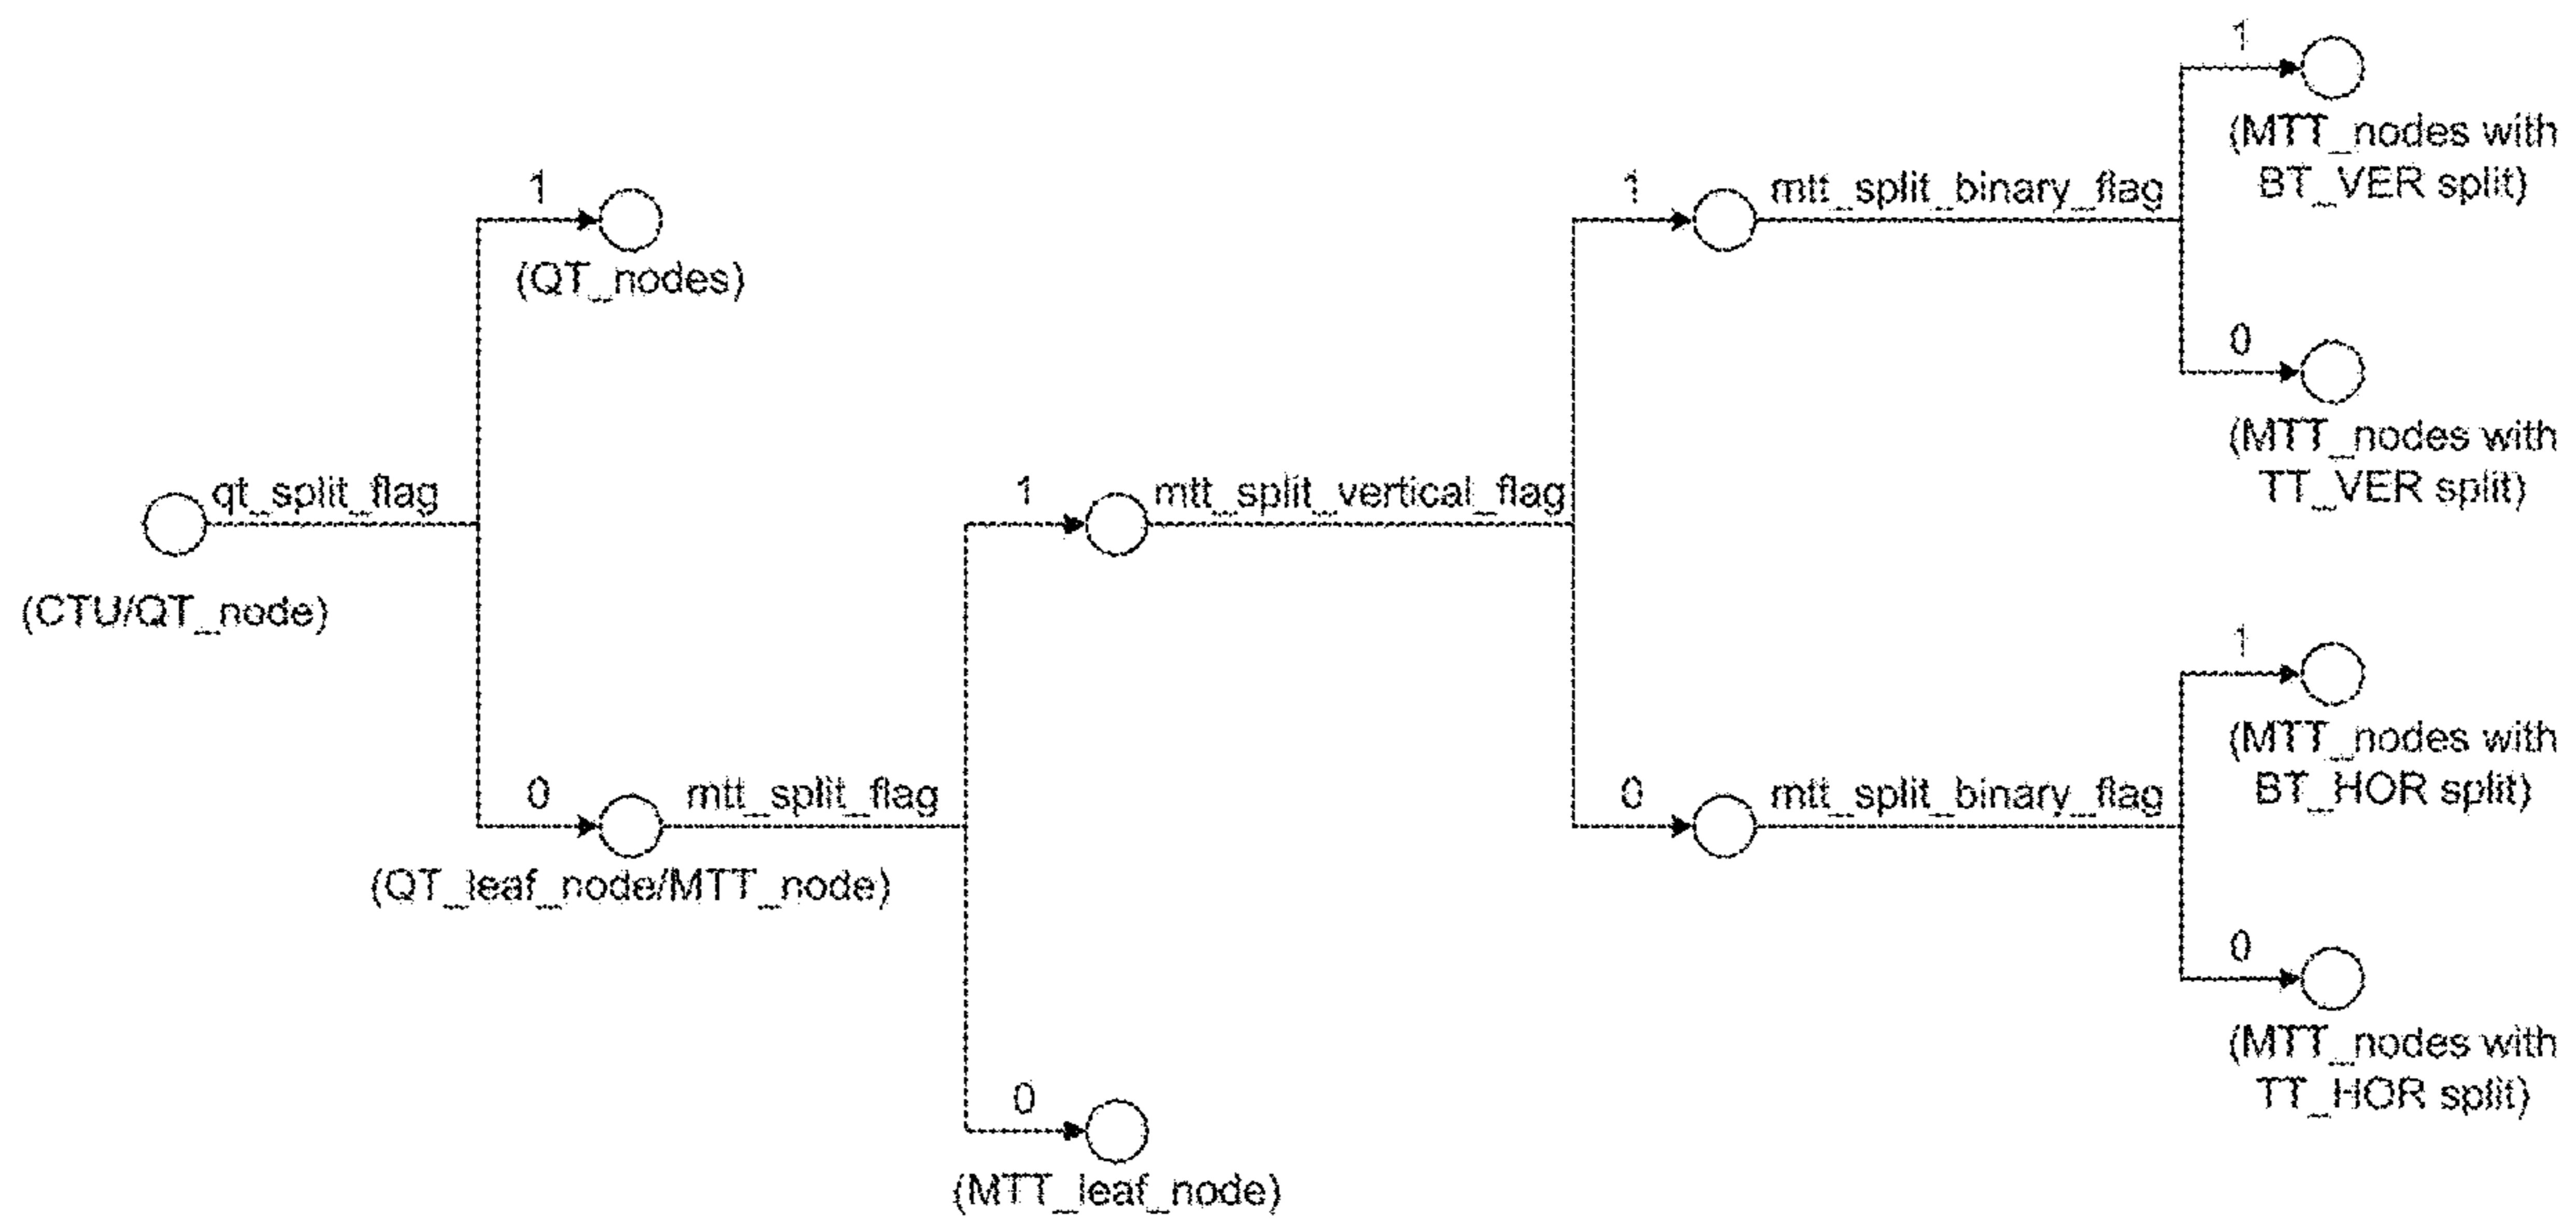 1
(MTT_nodes with
BT_VER split)
1
(QT_nodes)
1
mtt_split_binary_flag
0
(MTT_nodes with
TT_VER split)
qt_split_flag
(CTU/QT_node)
1
mtt_split_vertical_flag
1
(MTT_nodes with
BT_HOR split)
0
(QT_leaf_node/MTT_node)
mtt_split_flag
0
mtt_split_binary_flag
0
(MTT_nodes with
TT_HOR split)
0
(MTT_leaf_node)